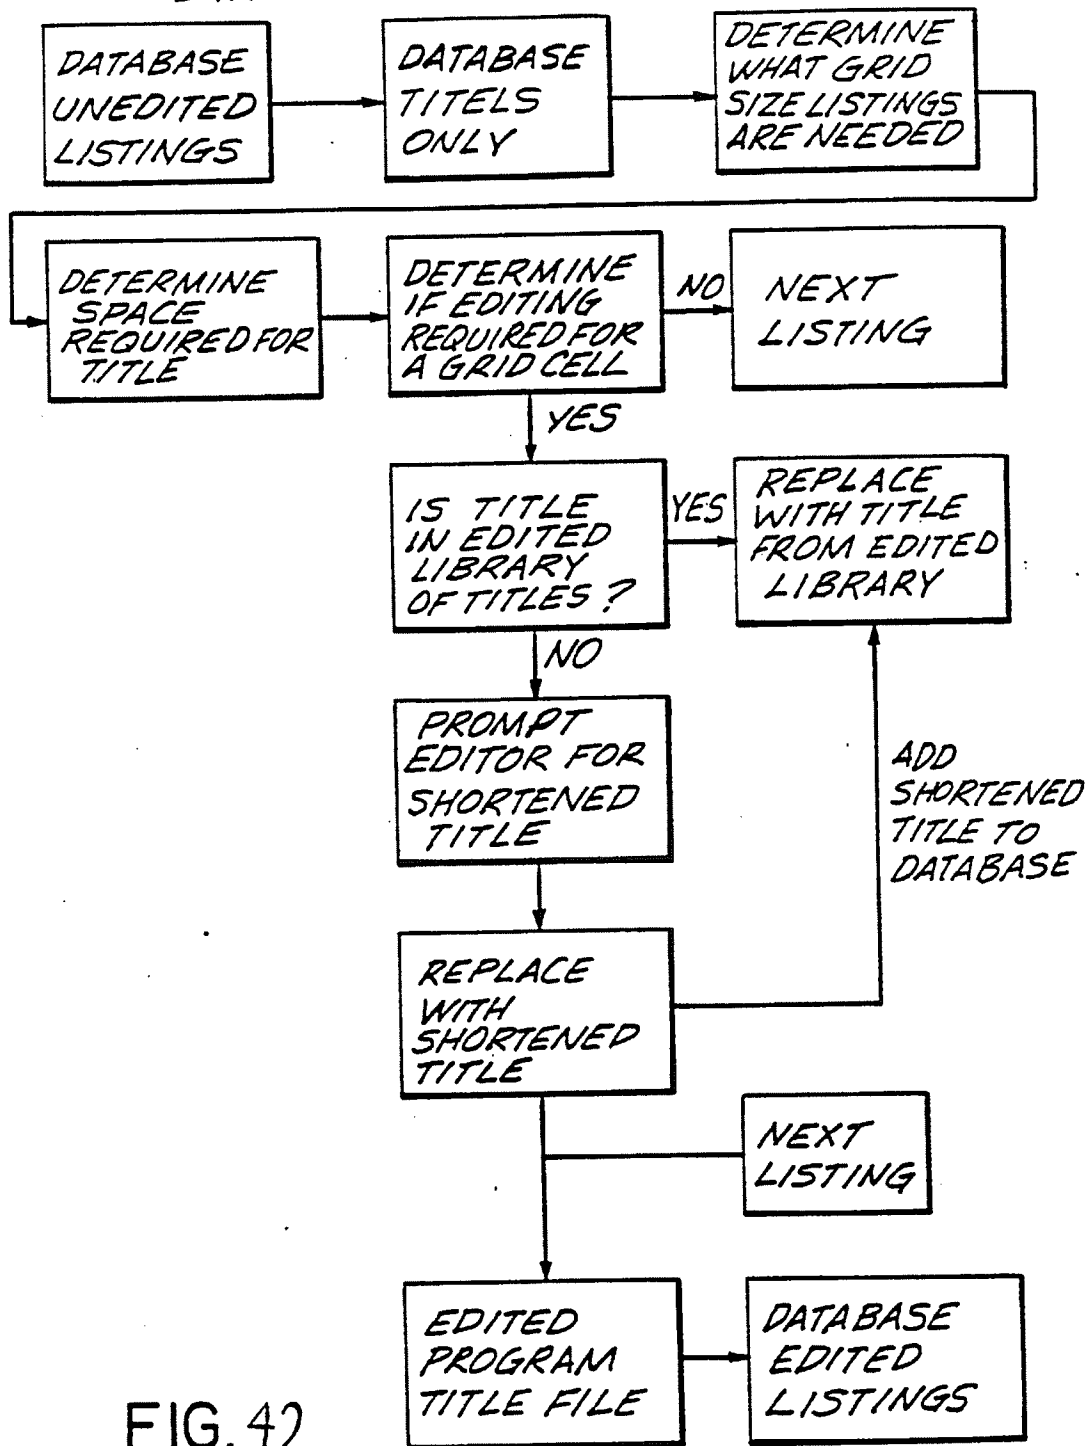 DATABASE
UNEDITED
LISTINGS
DATABASE
TITELS
ONLY
DETERMINE
WHAT GRID
SIZE LISTINGS
ARE NEEDED
DETERMINE
SPACE
REQUIRED FOR
TITLE
DETERMINE
IF EDITING
REQUIRED FOR
A GRID CELL
NO
NEXT
LISTING
YES
IS TITLE
IN EDITED
LIBRARY
OF TITLES?
YES
REPLACE
WITH TITLE
FROM EDITED
LIBRARY
NO
PROMPT
EDITOR FOR
SHORTENED
TITLE
ADD
SHORTENED
TITLE TO
DATABASE
REPLACE
WITH
SHORTENED
TITLE
NEXT
LISTING
EDITED
PROGRAM
TITLE FILE
DATABASE
EDITED
LISTINGS
FIG. 42